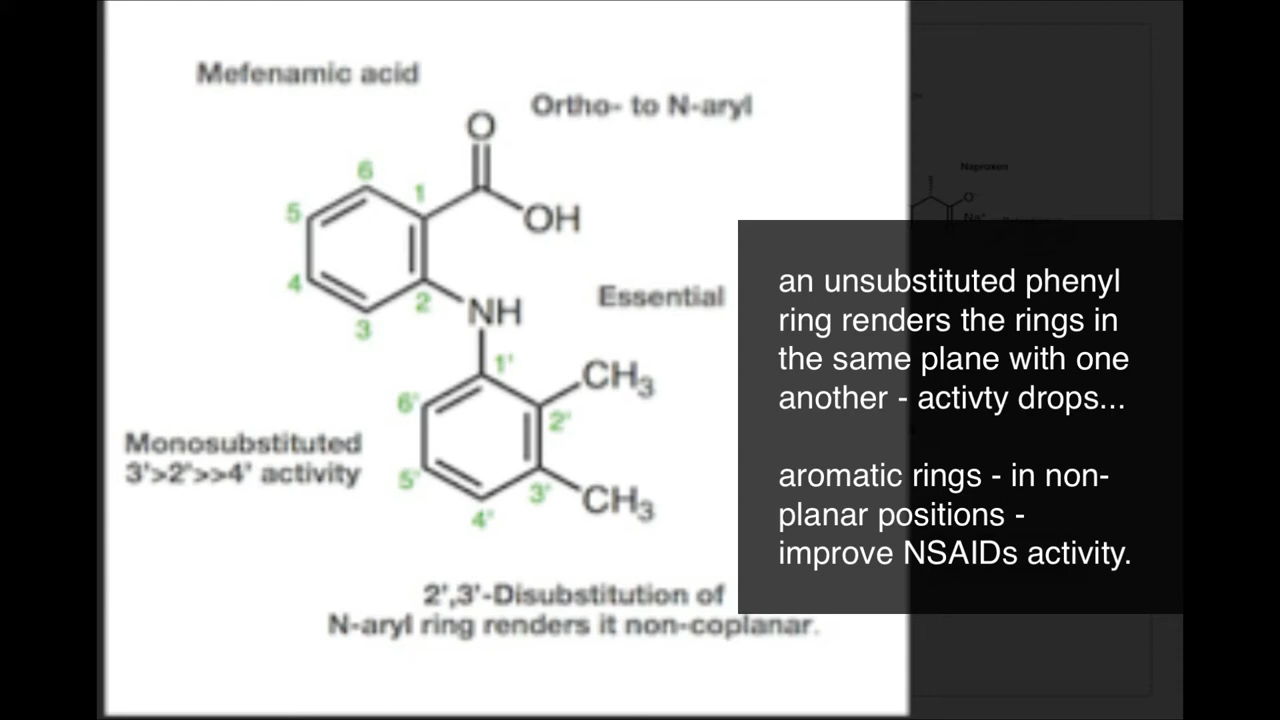 Mefenamic acid
Ortho- to N-aryl
O
6
1
5
OH
4
2
3
NH
Essential
1'
CH3
6'
2'
Monosubstituted
3'>2'>>4' activity
5'
3'
CH3
4'
2',3'-Disubstitution of
N-aryl ring renders it non-coplanar.
Naproxen
O-
Na+
an unsubstituted phenyl
ring renders the rings in
the same plane with one
another - activty drops...
aromatic rings - in non-
planar positions -
improve NSAIDs activity.